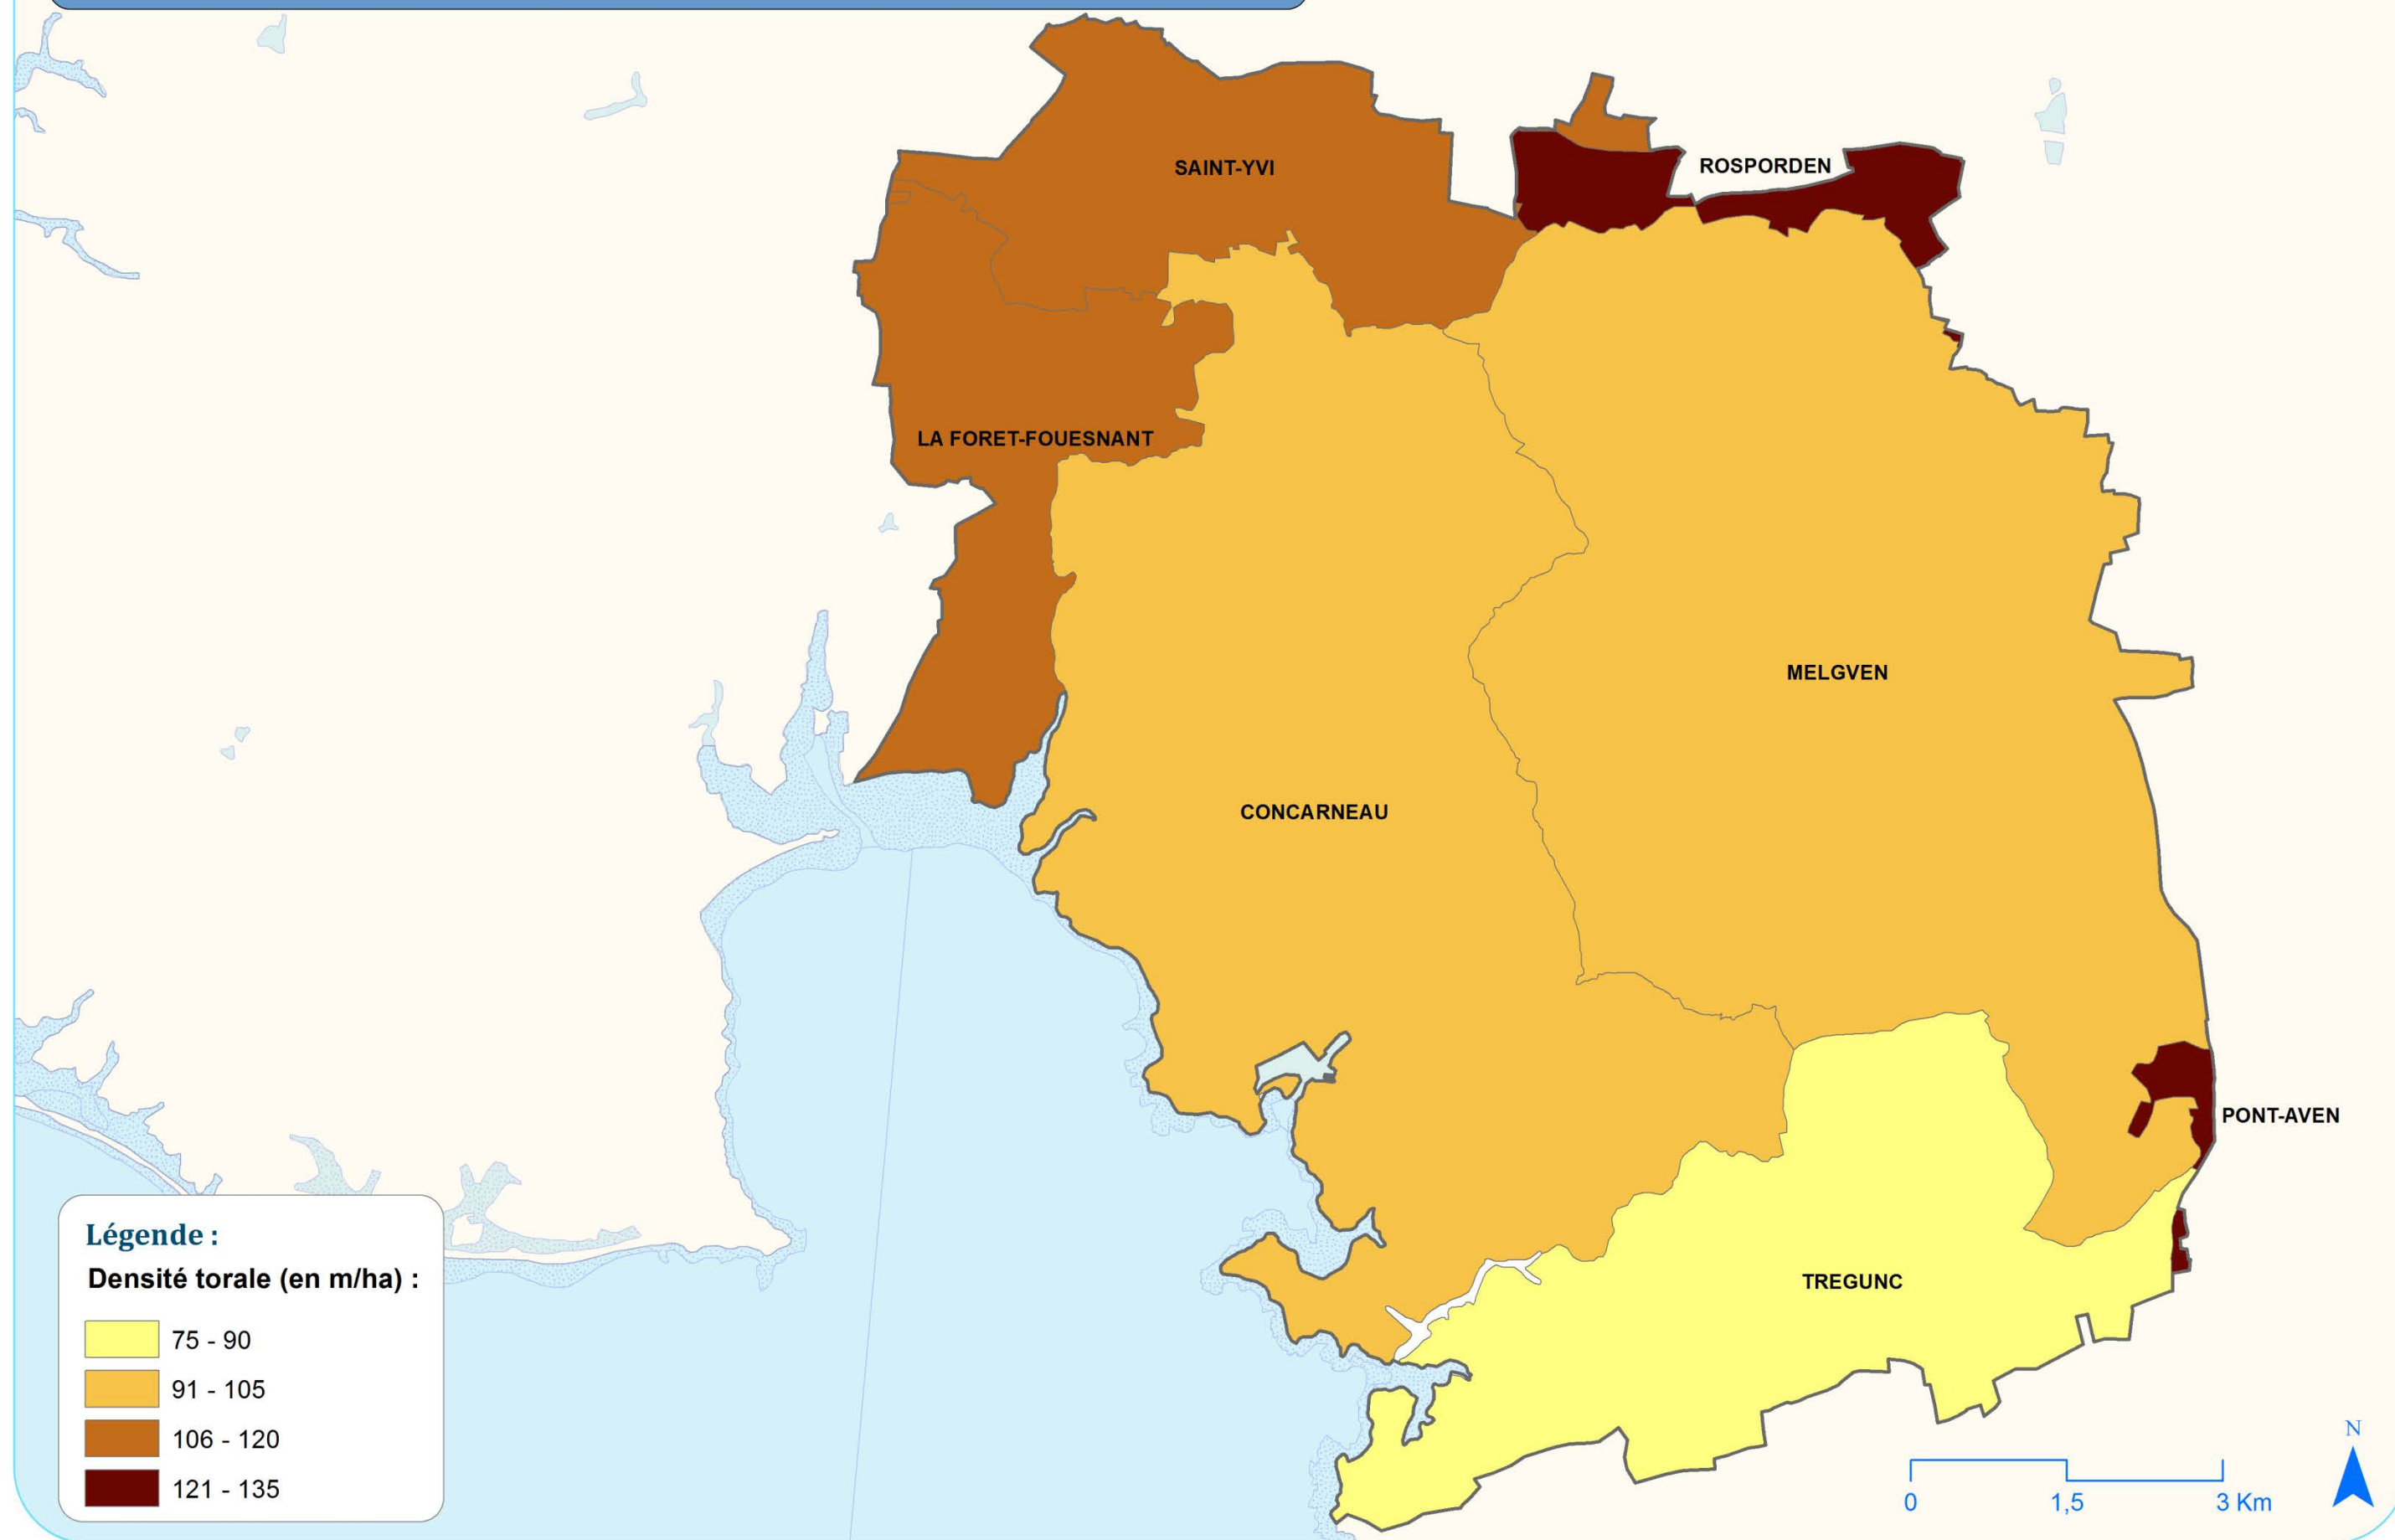 SAINT-YVI
ROSPORDEN
LA FORET-FOUESNANT
MELGVEN
CONCARNEAU
PONT-AVEN
TREGUNC
Légende :
Densité torale (en m/ha) :
75 - 90
91 - 105
106 - 120
121 - 135
N
0 1,5 3 Km